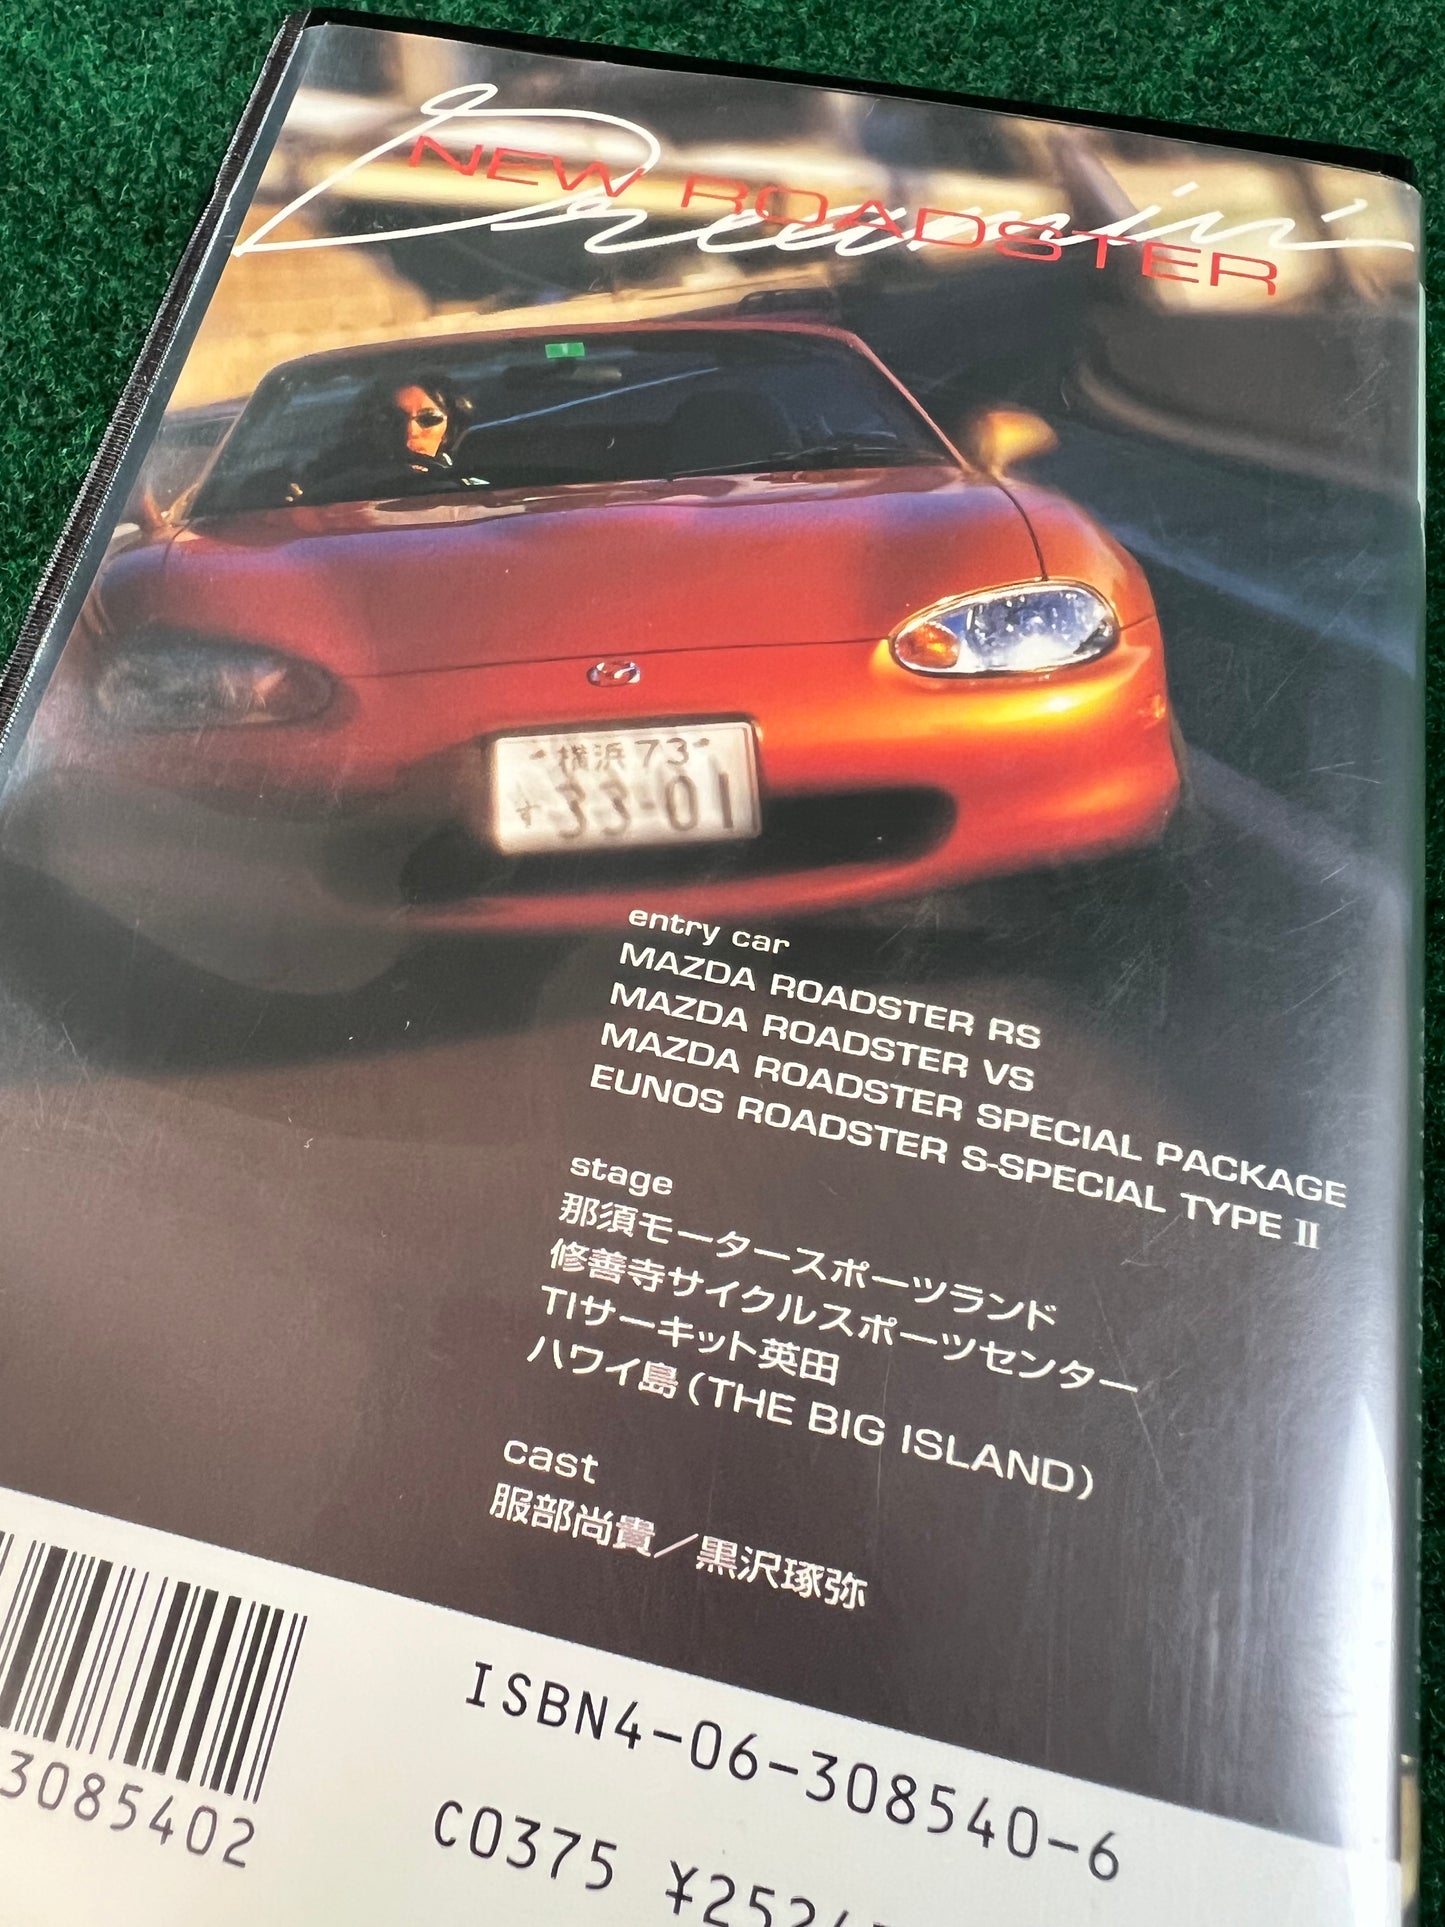 Dreamin'
NEW ROADSTER
横浜 73
す 33-01
entry car
MAZDA ROADSTER RS
MAZDA ROADSTER VS
MAZDA ROADSTER SPECIAL PACKAGE
EUNOS ROADSTER S-SPECIAL TYPE II
stage
那須モータースポーツランド
修善寺サイクルスポーツセンター
TIサーキット英田
ハワイ島(THE BIG ISLAND)
cast
服部尚貴/黒沢琢弥
ISBN4-06-308540-6
3085402
C0375 ¥252